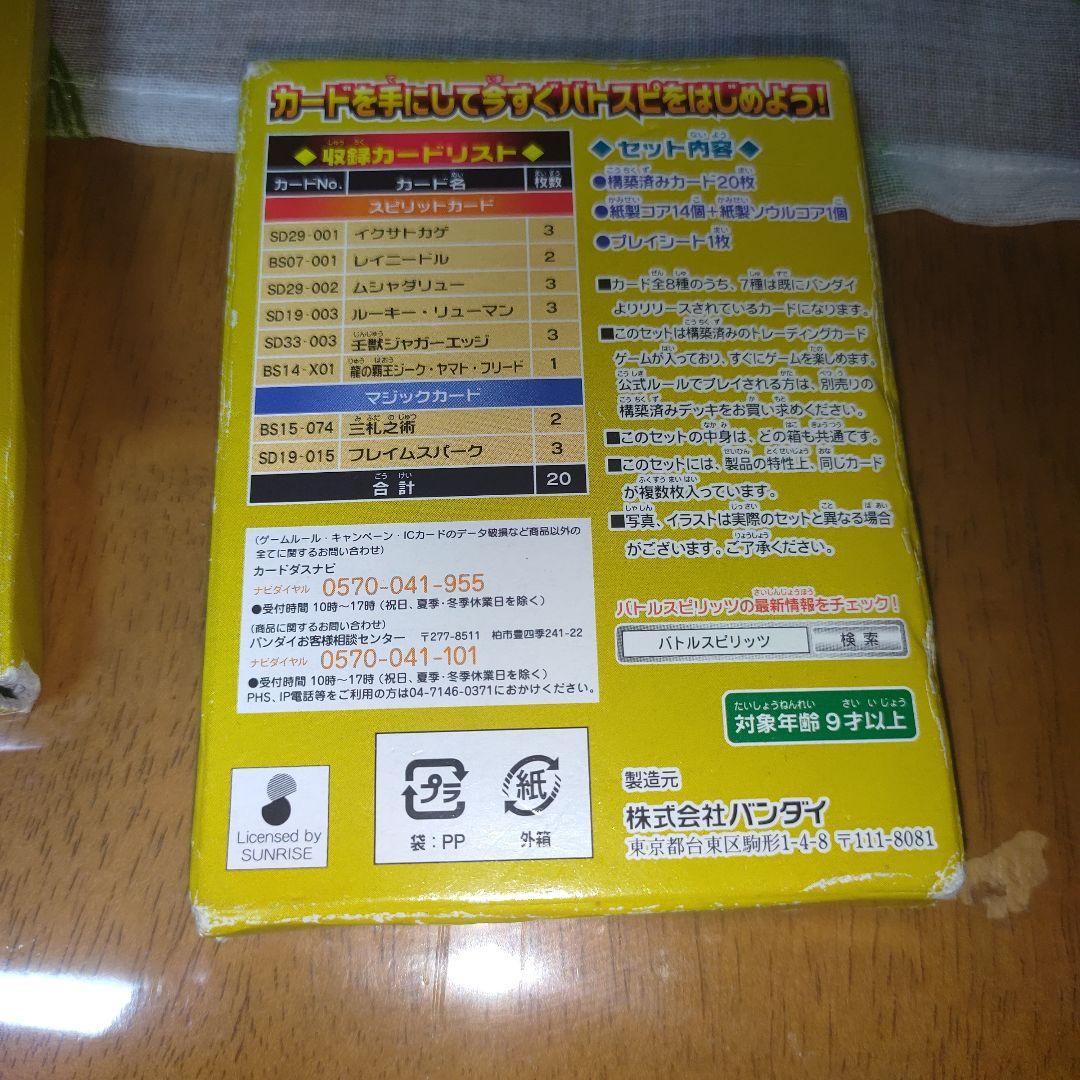 カードを手にして今すぐバトスピをはじめよう!
◆収録カードリスト◆
カードNo. カード名 枚数
スピリットカード
SD29-001 イクサトカゲ 3
BS07-001 レイニードル 2
SD29-002 ムシャダリュー 3
SD19-003 ルーキー・リューマン 3
SD33-003 壬獣ジャガーエッジ 3
BS14-X01 龍の覇王ジーク・ヤマト・フリード 1
マジックカード
BS15-074 三札之術 2
SD19-015 フレイムスパーク 3
合計 20
◆セット内容◆
●構築済みカード20枚
●紙製コア14個+紙製ソウルコア1個
●プレイシート1枚
■カード全8種のうち、7種は既にバンダイ
よりリリースされているカードになります。
■このセットは構築済みのトレーディングカード
ゲームが入っており、すぐにゲームを楽しめます。
公式ルールでプレイされる方は、別売りの
構築済みデッキをお買い求めください。
■このセットの中身は、どの箱も共通です。
■このセットには、製品の特性上、同じカード
が複数枚入っています。
■写真、イラストは実際のセットと異なる場合
がございます。ご了承ください。
(ゲームルール・キャンペーン・ICカードのデータ破損など商品以外の
全てに関するお問い合わせ)
カードダスナビ
ナビダイヤル 0570-041-955
●受付時間 10時~17時(祝日、夏季・冬季休業日を除く)
(商品に関するお問い合わせ)
バンダイお客様相談センター 〒277-8511 柏市豊四季241-22
ナビダイヤル 0570-041-101
●受付時間 10時~17時(祝日、夏季・冬季休業日を除く)
PHS、IP電話等をご利用の方は04-7146-0371におかけください。
バトルスピリッツの最新情報をチェック!
バトルスピリッツ 検索
対象年齢 9才以上
Licensed by
SUNRISE
プラ
袋:PP
紙
外箱
製造元
株式会社バンダイ
東京都台東区駒形1-4-8 〒111-8081